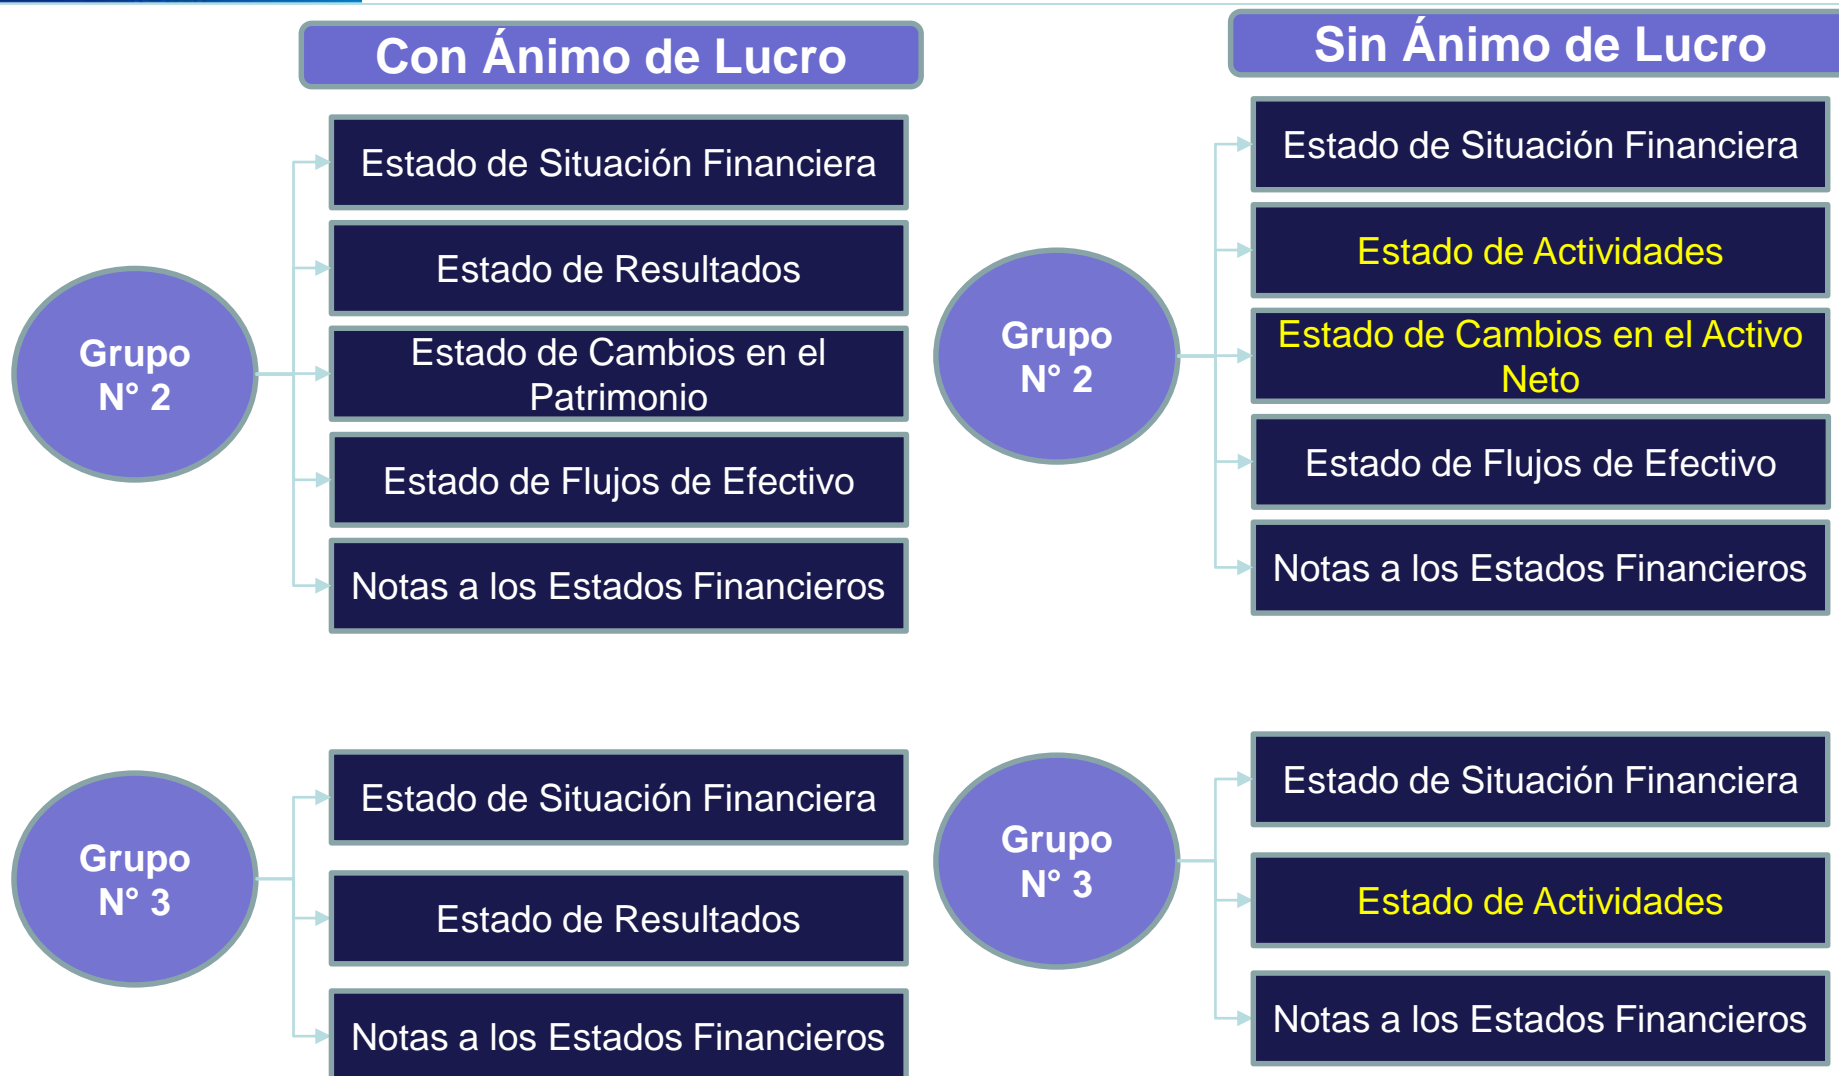 Con Ánimo de Lucro
Grupo
N° 2
Estado de Situación Financiera
Estado de Resultados
Estado de Cambios en el
Patrimonio
Estado de Flujos de Efectivo
Notas a los Estados Financieros
Grupo
N° 3
Estado de Situación Financiera
Estado de Resultados
Notas a los Estados Financieros
Sin Ánimo de Lucro
Grupo
N° 2
Estado de Situación Financiera
Estado de Actividades
Estado de Cambios en el Activo
Neto
Estado de Flujos de Efectivo
Notas a los Estados Financieros
Grupo
N° 3
Estado de Situación Financiera
Estado de Actividades
Notas a los Estados Financieros